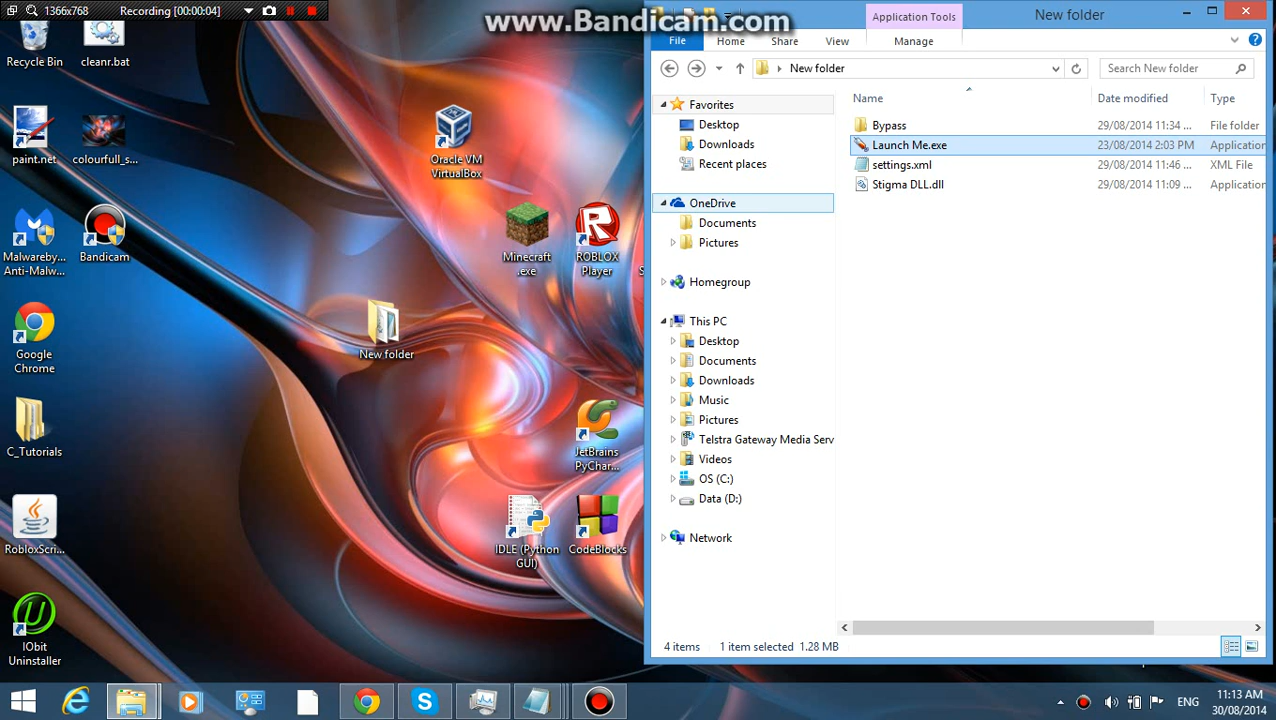 1366x768 Recording [00:00:04]
www.Bandicam.com
Application Tools
New folder
File Home Share View Manage
New folder
Search New folder
Name Date modified Type
Bypass 29/08/2014 11:34 ... File folder
Launch Me.exe 23/08/2014 2:03 PM Application
settings.xml 29/08/2014 11:46 ... XML File
Stigma DLL.dll 29/08/2014 11:09 ... Application
Favorites
Desktop
Downloads
Recent places
OneDrive
Documents
Pictures
Homegroup
This PC
Desktop
Documents
Downloads
Music
Pictures
Telstra Gateway Media Serv
Videos
OS (C:)
Data (D:)
Network
4 items 1 item selected 1.28 MB
Recycle Bin
cleanr.bat
paint.net
colourfull_s...
Malwareby...
Anti-Malw...
Bandicam
Google
Chrome
C_Tutorials
RobloxScri...
IObit
Uninstaller
Oracle VM
VirtualBox
Minecraft
.exe
ROBLOX
Player
New folder
JetBrains
PyChar...
IDLE (Python
GUI)
CodeBlocks
ENG
11:13 AM
30/08/2014